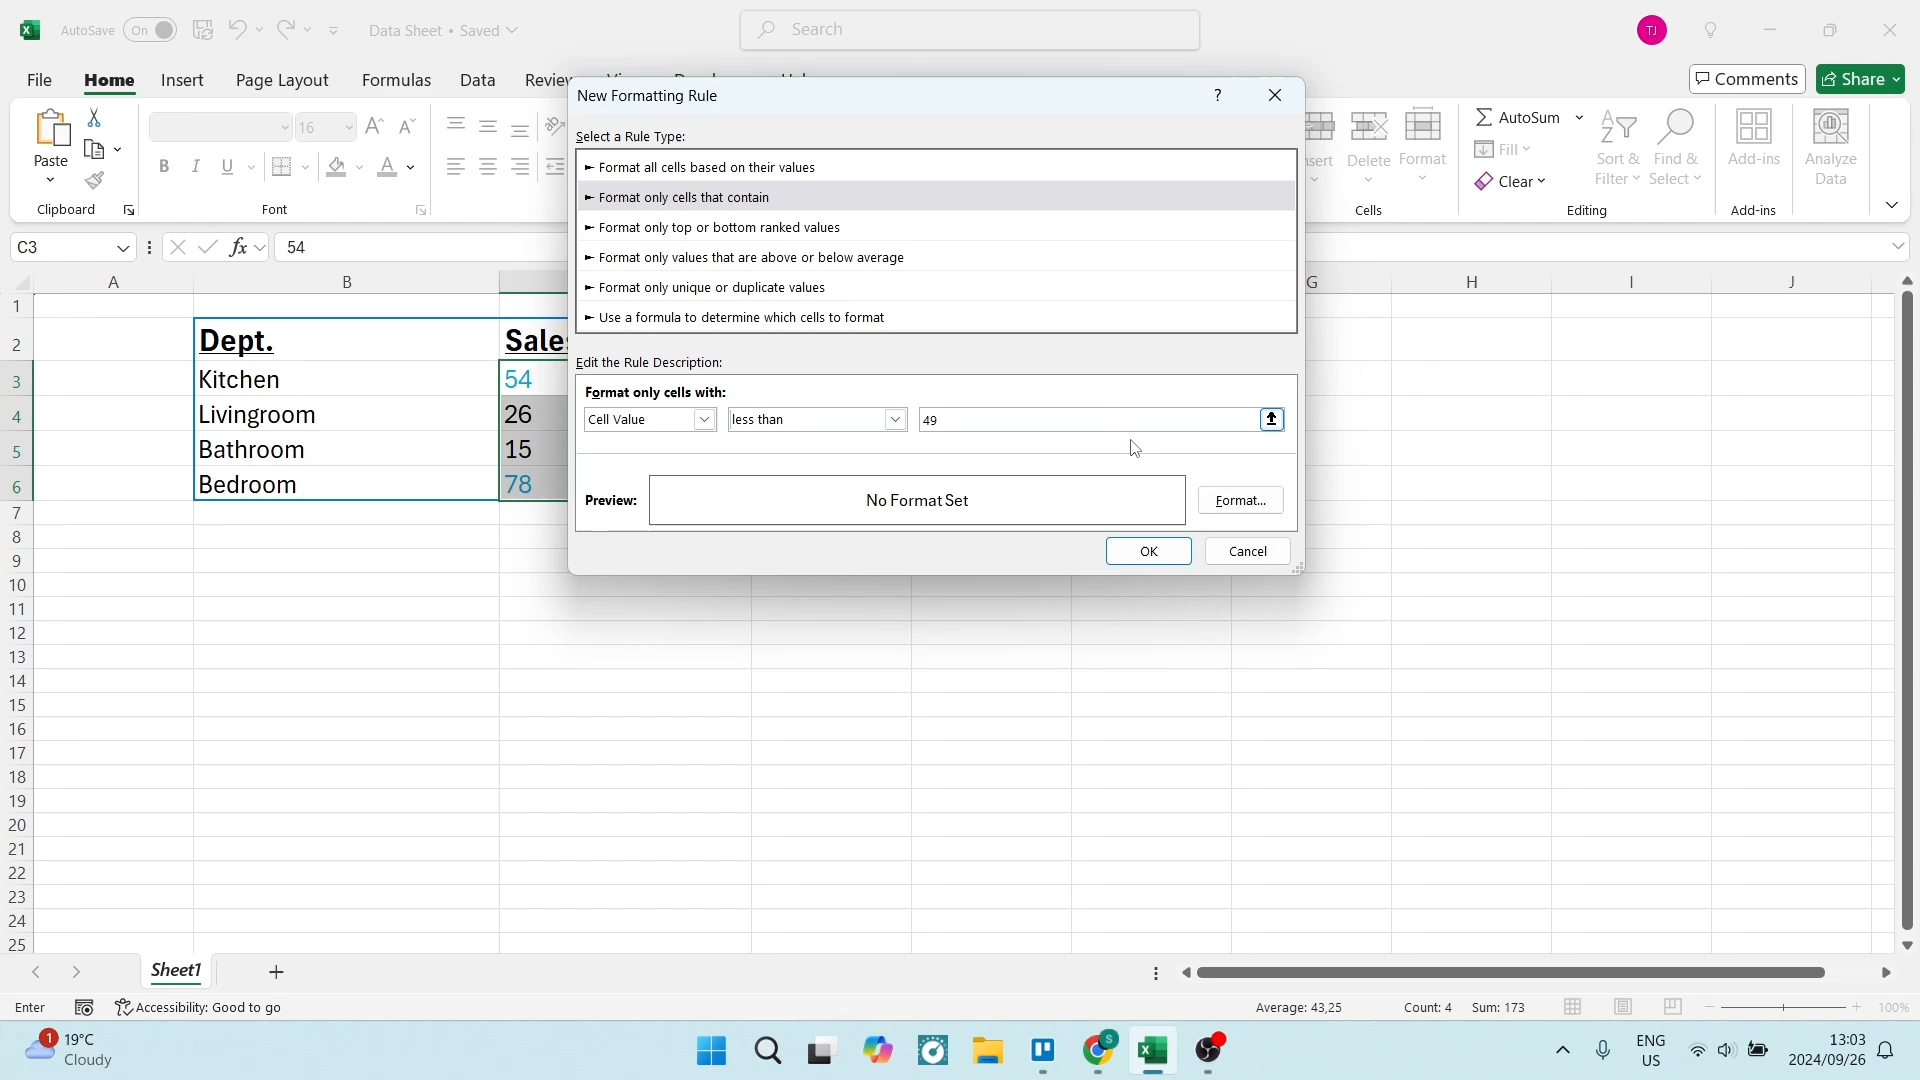 AutoSave On Data Sheet • Saved Search TJ
File Home Insert Page Layout Formulas Data Review Comments Share
Paste 16 AutoSum Fill Clear Delete Format Sort & Filter Find & Select Add-ins Analyze Data
Clipboard Font Cells Editing Add-ins
C3 fx 54
A B G H I J
1
2 Dept. Sales
3 Kitchen 54
4 Livingroom 26
5 Bathroom 15
6 Bedroom 78
7
8
9
10
11
12
13
14
15
16
17
18
19
20
21
22
23
24
25
New Formatting Rule ?
Select a Rule Type:
► Format all cells based on their values
► Format only cells that contain
► Format only top or bottom ranked values
► Format only values that are above or below average
► Format only unique or duplicate values
► Use a formula to determine which cells to format
Edit the Rule Description:
Format only cells with:
Cell Value less than 49
Preview: No Format Set Format...
OK Cancel
Sheet1
Enter Accessibility: Good to go Average: 43,25 Count: 4 Sum: 173 100%
1 19°C ENG 13:03
Cloudy US 2024/09/26